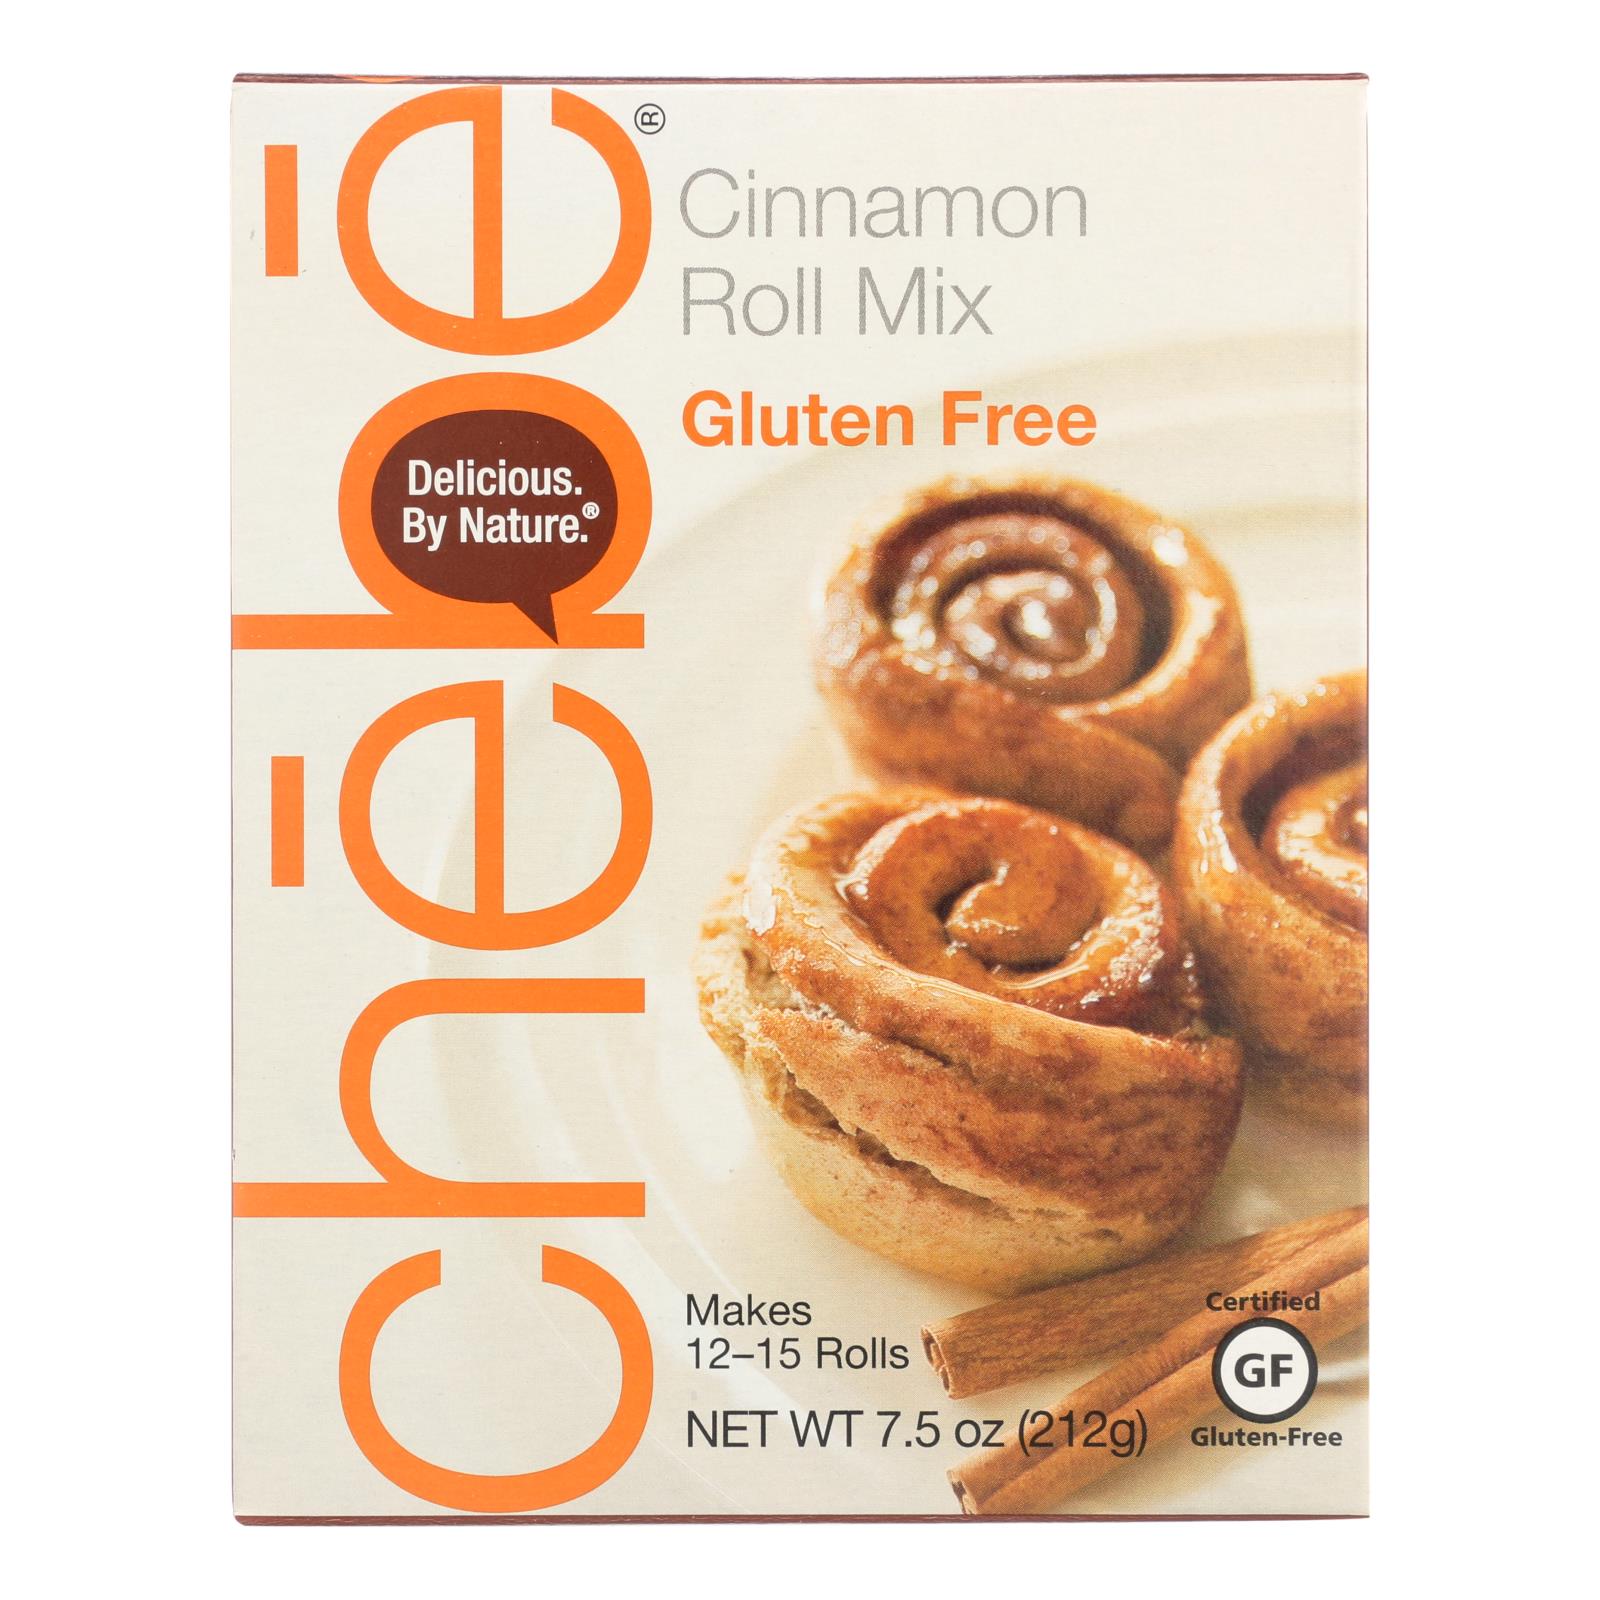 chēbē®
Delicious.
By Nature.®
Cinnamon
Roll Mix
Gluten Free
Makes
12–15 Rolls
NET WT 7.5 oz (212g)
Certified
GF
Gluten-Free